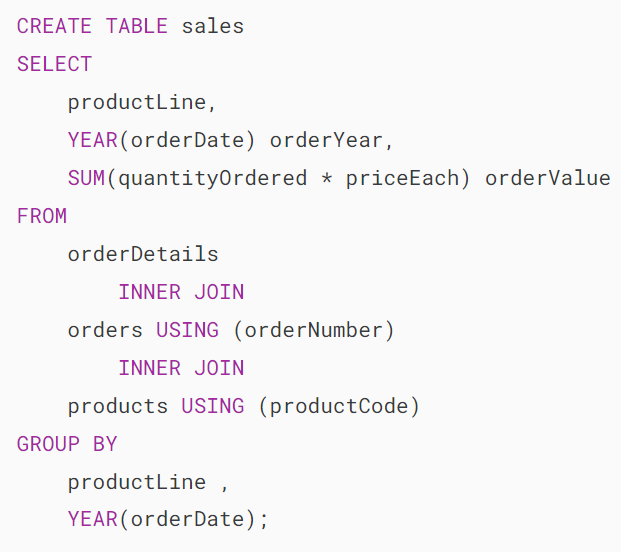 CREATE TABLE sales
SELECT
    productLine,
    YEAR(orderDate) orderYear,
    SUM(quantityOrdered * priceEach) orderValue
FROM
    orderDetails
        INNER JOIN
    orders USING (orderNumber)
        INNER JOIN
    products USING (productCode)
GROUP BY
    productLine ,
    YEAR(orderDate);